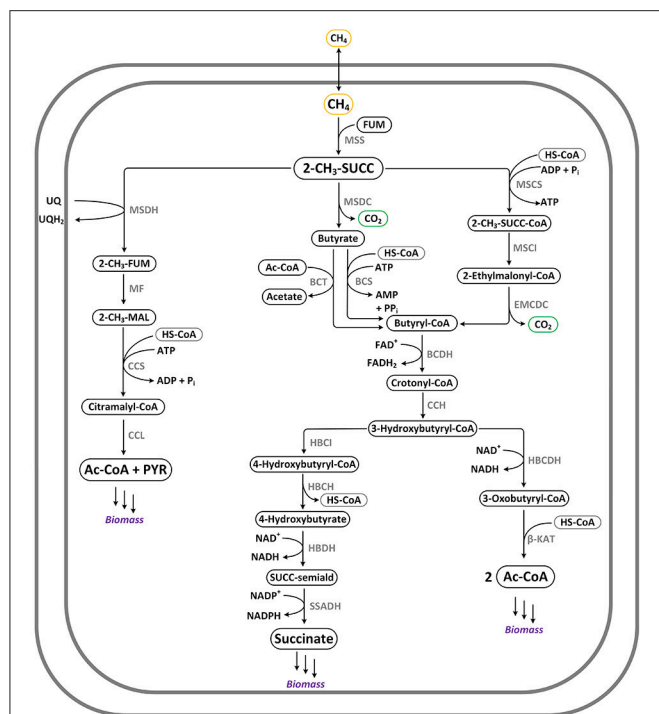 CH4
CH4
FUM
MSS
2-CH3-SUCC
HS-CoA
ADP + Pi
MSCS
ATP
UQ
UQH2
MSDH
MSDC
CO2
2-CH3-SUCC-CoA
Butyrate
MSCI
2-CH3-FUM
Ac-CoA
HS-CoA
ATP
2-Ethylmalonyl-CoA
MF
BCT
BCS
Acetate
AMP
+ PPi
EMCDC
2-CH3-MAL
Butyryl-CoA
CO2
HS-CoA
ATP
CCS
ADP + Pi
FAD+
FADH2
BCDH
Crotonyl-CoA
Citramalyl-CoA
CCH
3-Hydroxybutyryl-CoA
CCL
HBCI
NAD+
NADH
HBCDH
Ac-CoA + PYR
4-Hydroxybutyryl-CoA
HBCH
HS-CoA
3-Oxobutyryl-CoA
Biomass
4-Hydroxybutyrate
HS-CoA
NAD+
NADH
HBDH
β-KAT
SUCC-semiald
2 Ac-CoA
NADP+
NADPH
SSADH
Succinate
Biomass
Biomass